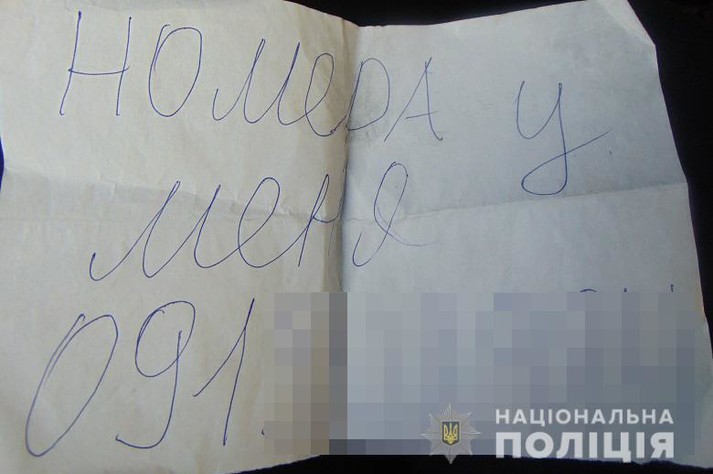 Номера у
меня
091
НАЦІОНАЛЬНА
ПОЛІЦІЯ